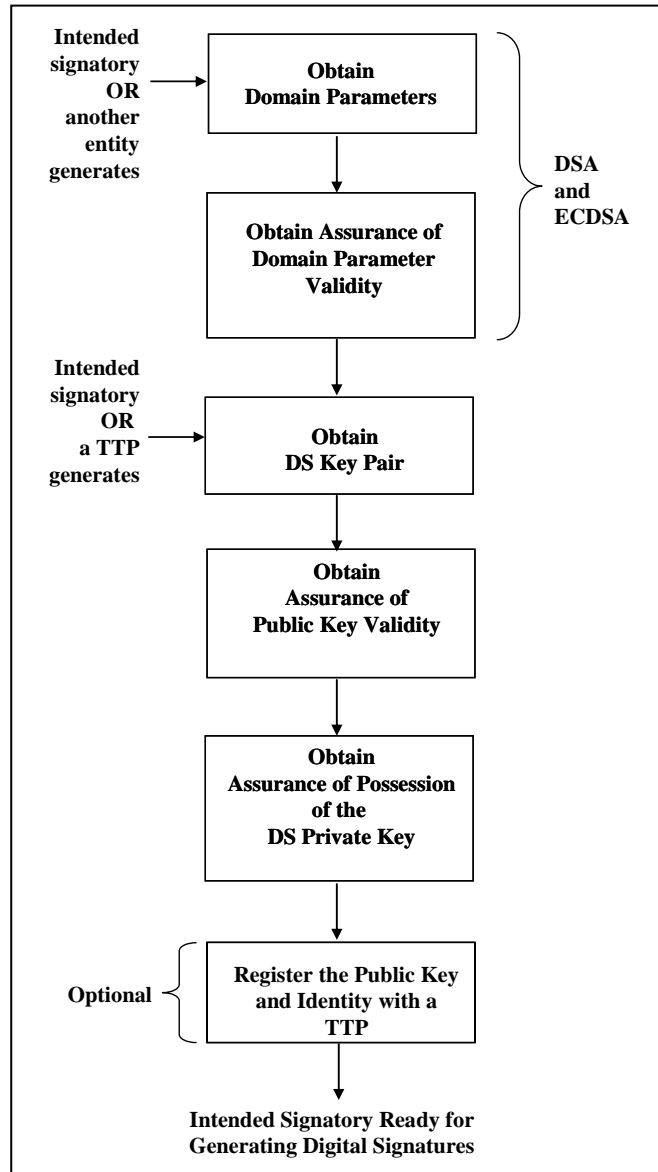 Intended
signatory
OR
another
entity
generates
Obtain
Domain Parameters
DSA
and
ECDSA
Obtain Assurance of
Domain Parameter
Validity
Intended
signatory
OR
a TTP
generates
Obtain
DS Key Pair
Obtain
Assurance of
Public Key Validity
Obtain
Assurance of Possession
of the
DS Private Key
Optional
Register the Public Key
and Identity with a
TTP
Intended Signatory Ready for
Generating Digital Signatures